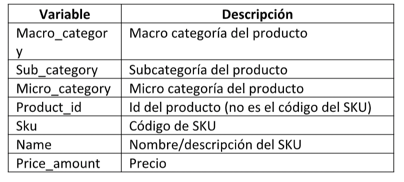 Variable Descripción
Macro_categor Macro categoría del producto
y
Sub_category Subcategoría del producto
Micro_category Micro categoría del producto
Product_id Id del producto (no es el código del SKU)
Sku Código de SKU
Name Nombre/descripción del SKU
Price_amount Precio